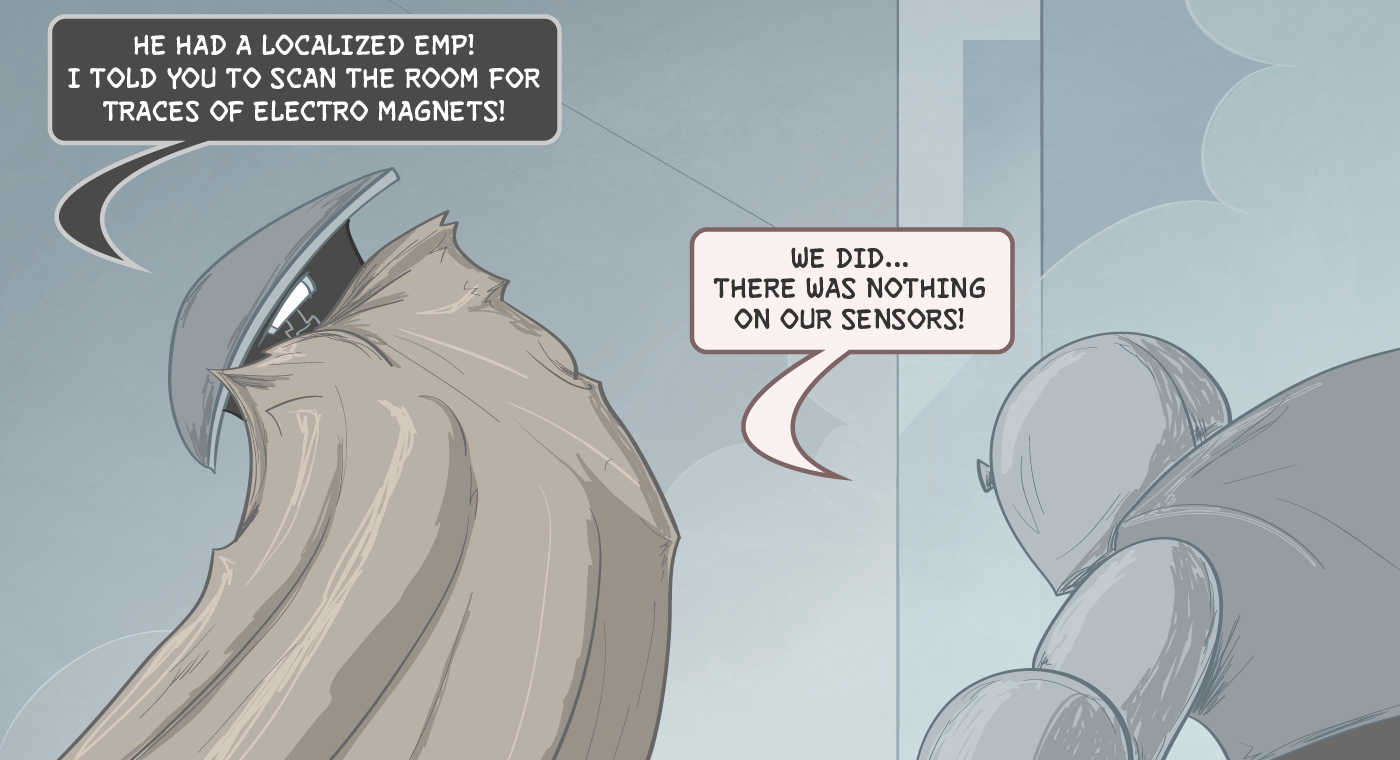 HE HAD A LOCALIZED EMP!
I TOLD YOU TO SCAN THE ROOM FOR
TRACES OF ELECTRO MAGNETS!
WE DID...
THERE WAS NOTHING
ON OUR SENSORS!